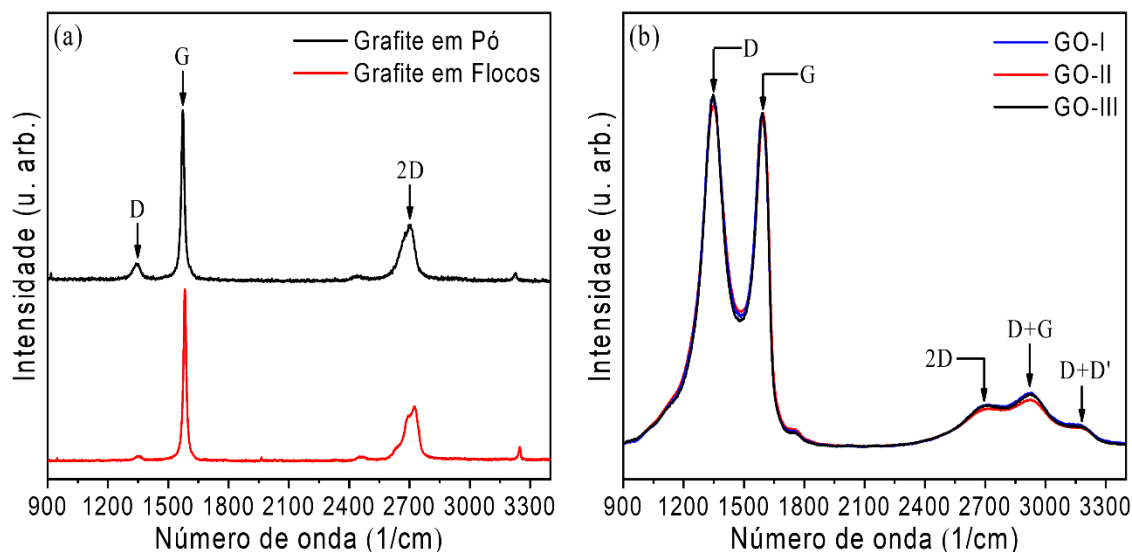 (a)
Grafite em Pó
Grafite em Flocos
G
D
2D
Intensidade (u. arb.)
900 1200 1500 1800 2100 2400 2700 3000 3300
Número de onda (1/cm)
(b)
D
G
GO-I
GO-II
GO-III
2D
D+G
D+D'
Intensidade (u. arb.)
900 1200 1500 1800 2100 2400 2700 3000 3300
Número de onda (1/cm)